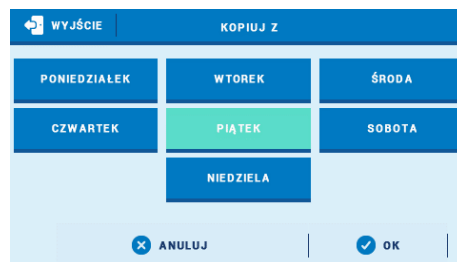 WYJŚCIE KOPIUJ Z
PONIEDZIAŁEK WTOREK ŚRODA
CZWARTEK PIĄTEK SOBOTA
NIEDZIELA
ANULUJ OK